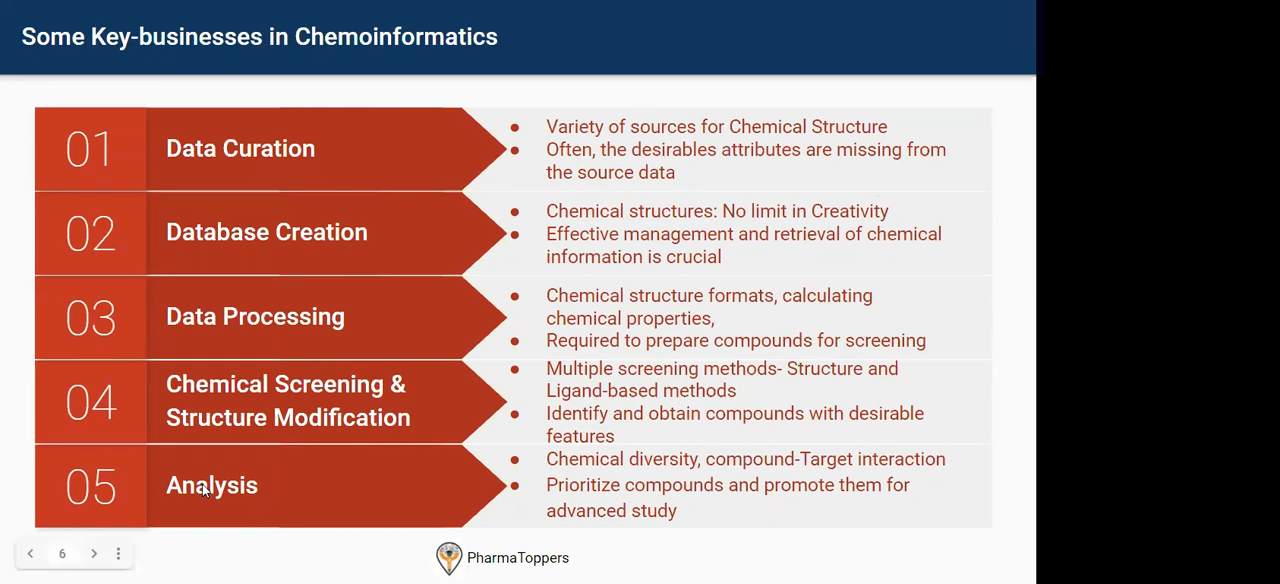 Some Key-businesses in Chemoinformatics
01
Data Curation
Variety of sources for Chemical Structure
Often, the desirables attributes are missing from
the source data
02
Database Creation
Chemical structures: No limit in Creativity
Effective management and retrieval of chemical
information is crucial
03
Data Processing
Chemical structure formats, calculating
chemical properties,
Required to prepare compounds for screening
04
Chemical Screening &
Structure Modification
Multiple screening methods- Structure and
Ligand-based methods
Identify and obtain compounds with desirable
features
05
Analysis
Chemical diversity, compound-Target interaction
Prioritize compounds and promote them for
advanced study
6
PharmaToppers